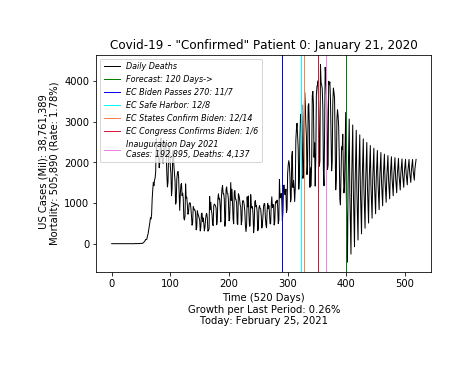 Covid-19 - "Confirmed" Patient 0: January 21, 2020
Daily Deaths
Forecast: 120 Days->
EC Biden Passes 270: 11/7
EC Safe Harbor: 12/8
EC States Confirm Biden: 12/14
EC Congress Confirms Biden: 1/6
Inauguration Day 2021
Cases: 192,895, Deaths: 4,137
US Cases (Mill): 38,761,389
Mortality: 505,890 (Rate: 1.78%)
4000
3000
2000
1000
0
0 100 200 300 400 500
Time (520 Days)
Growth per Last Period: 0.26%
Today: February 25, 2021